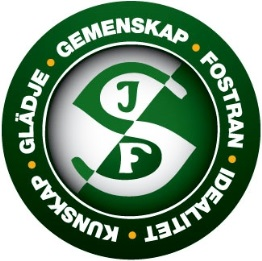 GLÄDJE • GEMENSKAP • FOSTRAN • IDEALITET • KUNSKAP •
S
I
F